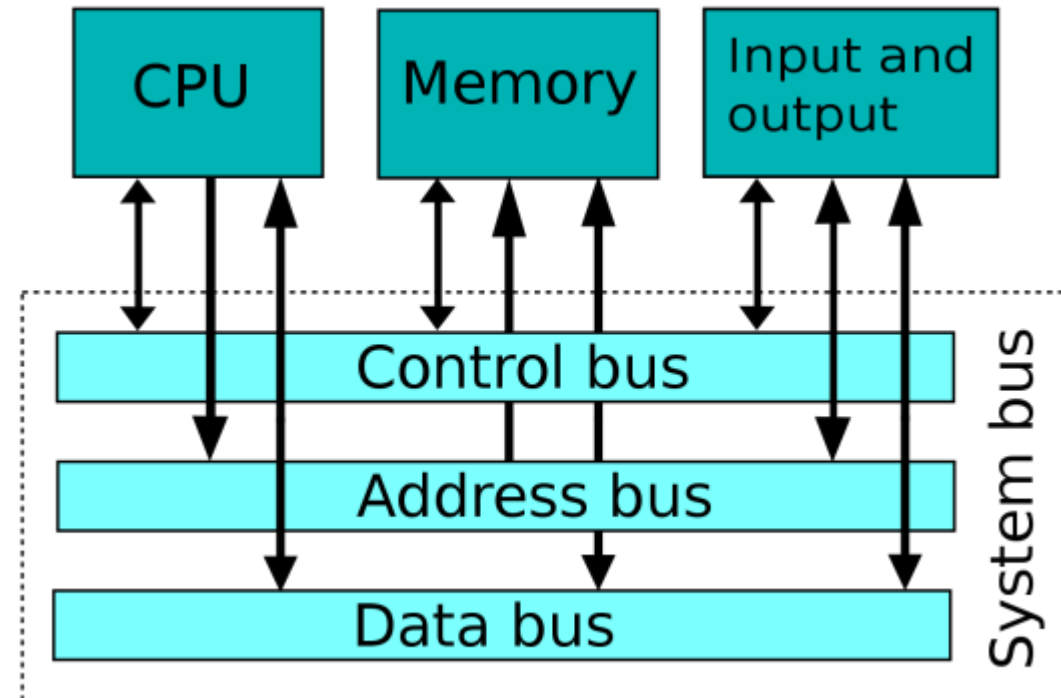 CPU
Memory
Input and
output
Control bus
Address bus
Data bus
System bus